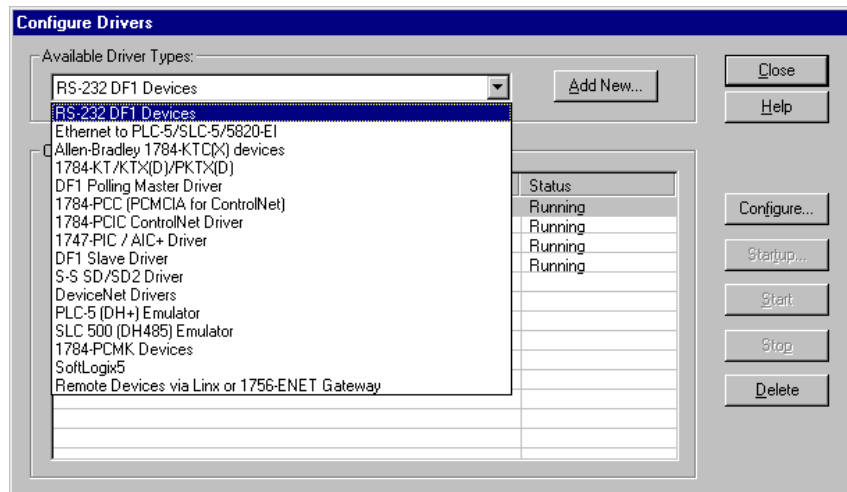 Configure Drivers
Available Driver Types:
RS-232 DF1 Devices
Add New...
Close
Help
RS-232 DF1 Devices
Ethernet to PLC-5/SLC-5/5820-EI
Allen-Bradley 1784-KTC(X) devices
1784-KT/KTX(D)/PKTX(D)
DF1 Polling Master Driver
1784-PCC (PCMCIA for ControlNet)
1784-PCIC ControlNet Driver
1747-PIC / AIC+ Driver
DF1 Slave Driver
S-S SD/SD2 Driver
DeviceNet Drivers
PLC-5 (DH+) Emulator
SLC 500 (DH485) Emulator
1784-PCMK Devices
SoftLogix5
Remote Devices via Linx or 1756-ENET Gateway
Status
Running
Running
Running
Running
Configure...
Startup...
Start
Stop
Delete